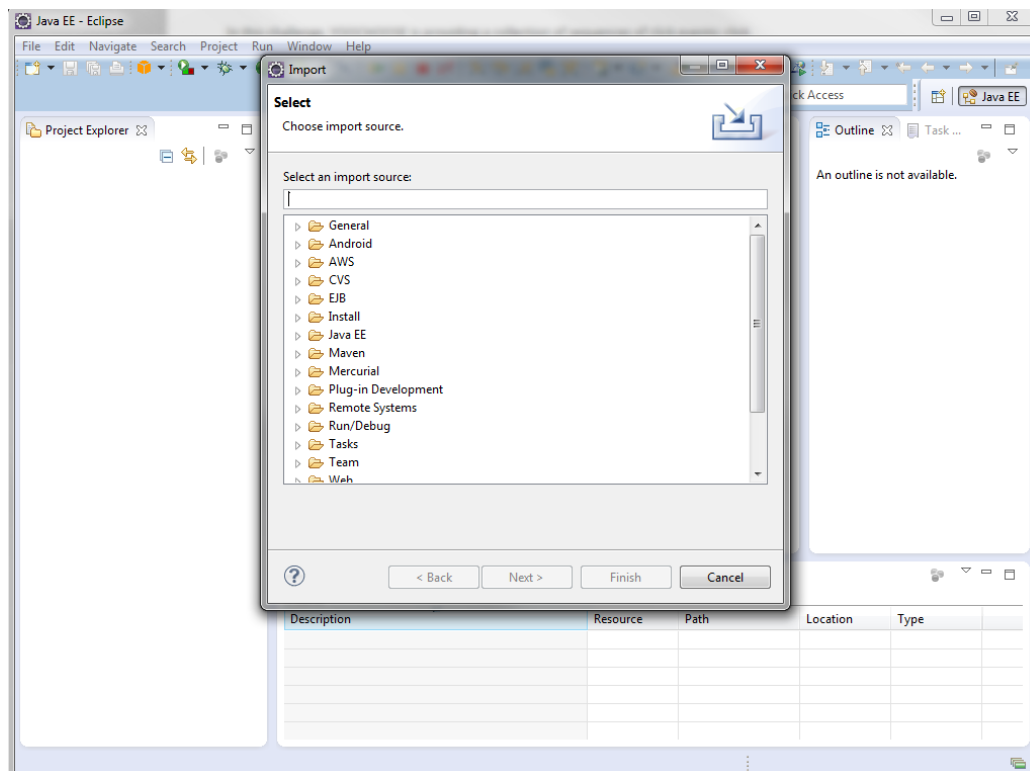 Java EE - Eclipse
File Edit Navigate Search Project Run Window Help
Import
ck Access
Java EE
Select
Choose import source.
Project Explorer
Outline
Task ...
An outline is not available.
Select an import source:
General
Android
AWS
CVS
EJB
Install
Java EE
Maven
Mercurial
Plug-in Development
Remote Systems
Run/Debug
Tasks
Team
Web
< Back Next > Finish Cancel
Description Resource Path Location Type